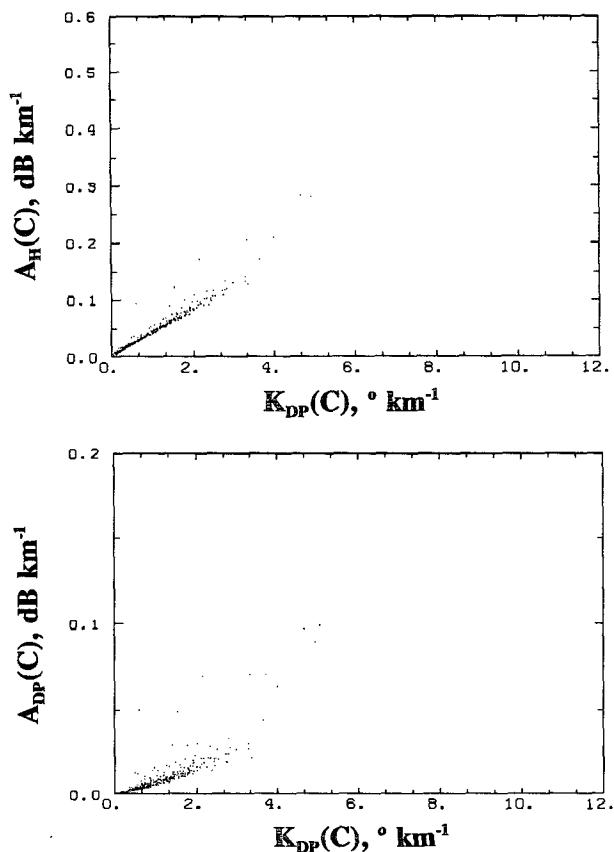 0.6
0.5
0.4
0.3
0.2
0.1
0.0
A_H(C), dB km^-1
0. 2. 4. 6. 8. 10. 12.
K_DP(C), ° km^-1
0.2
0.1
0.0
A_DP(C), dB km^-1
0. 2. 4. 6. 8. 10. 12.
K_DP(C), ° km^-1